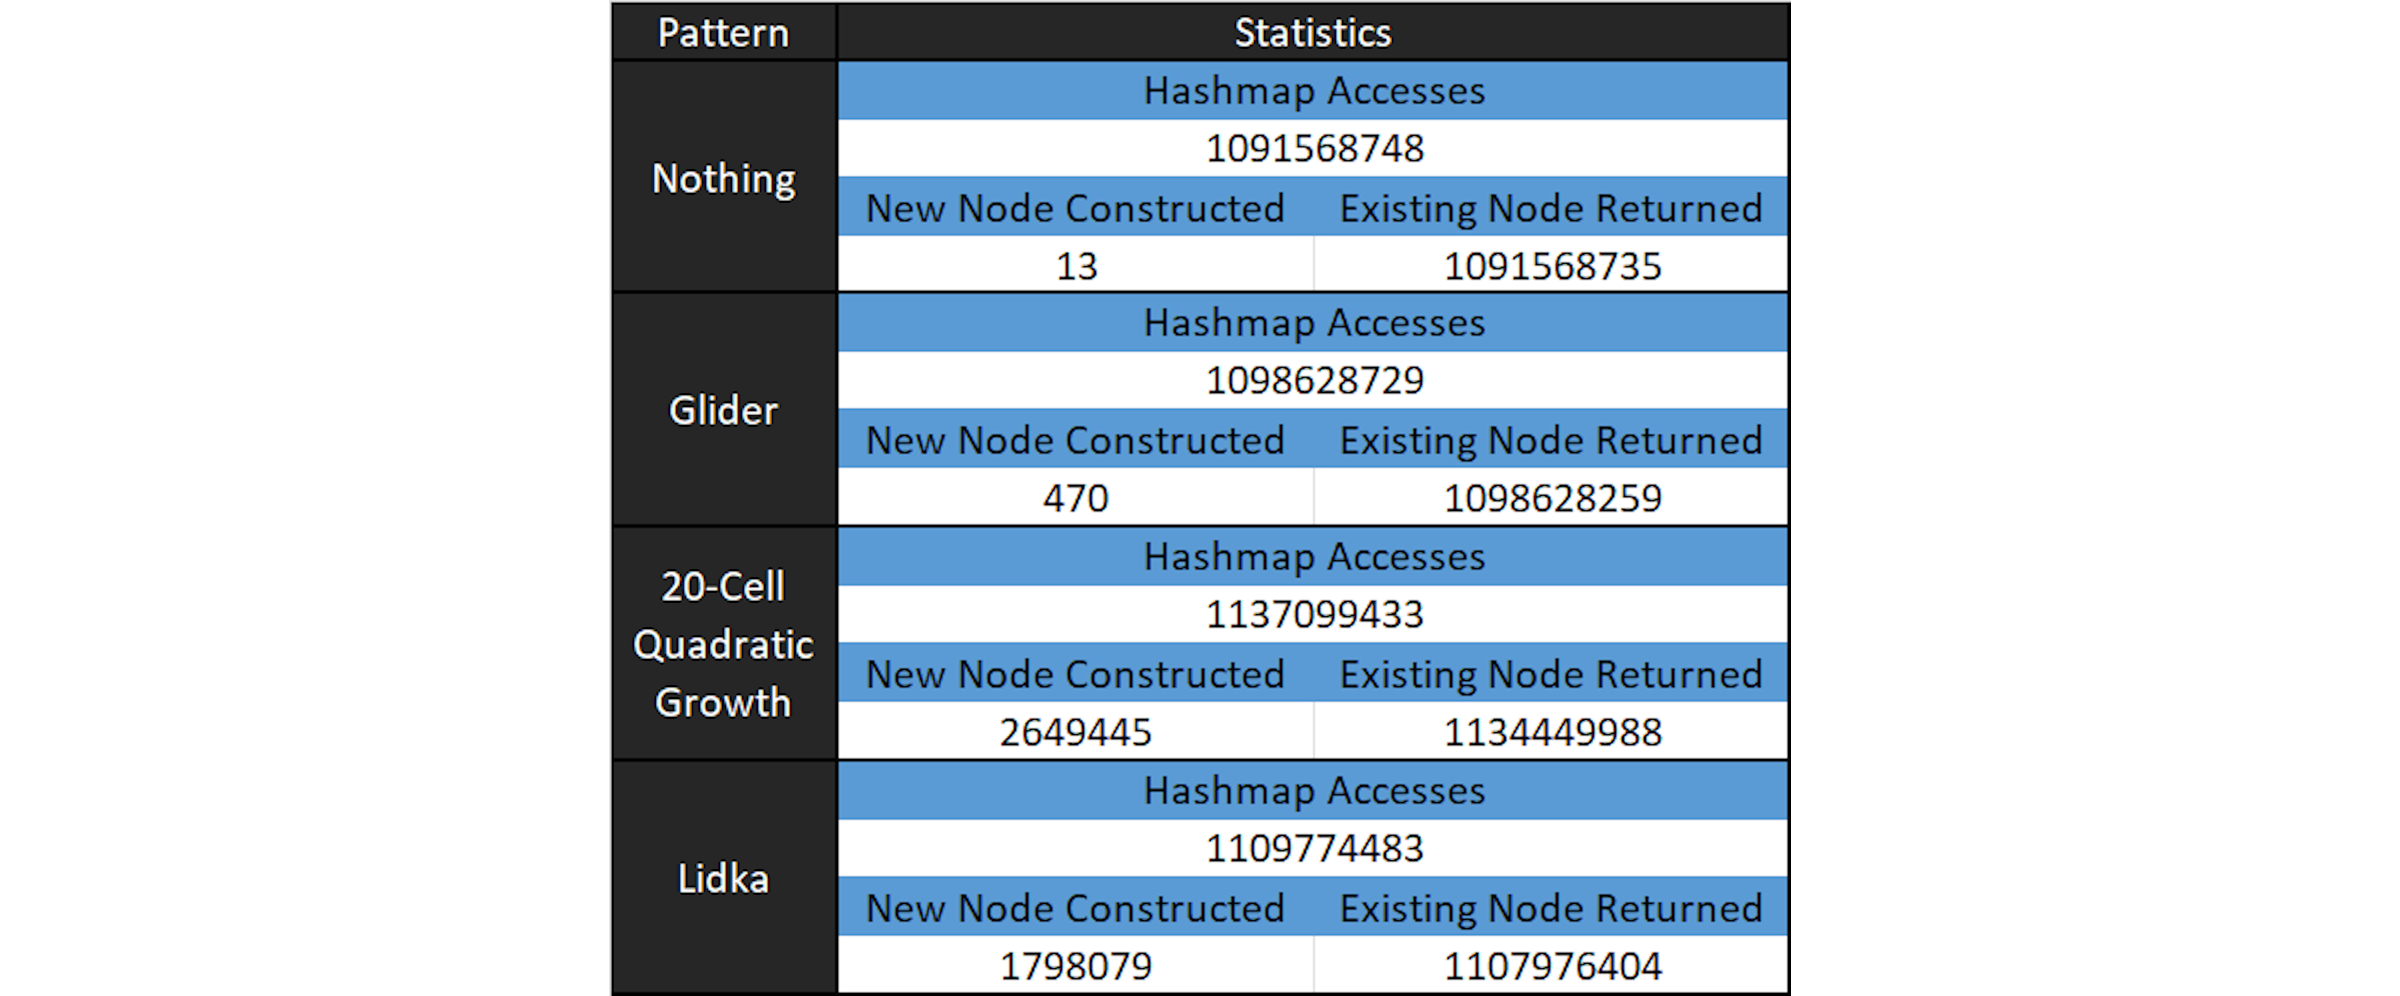 Pattern Statistics
Nothing
Hashmap Accesses
1091568748
New Node Constructed Existing Node Returned
13 1091568735
Glider
Hashmap Accesses
1098628729
New Node Constructed Existing Node Returned
470 1098628259
20-Cell
Quadratic
Growth
Hashmap Accesses
1137099433
New Node Constructed Existing Node Returned
2649445 1134449988
Lidka
Hashmap Accesses
1109774483
New Node Constructed Existing Node Returned
1798079 1107976404